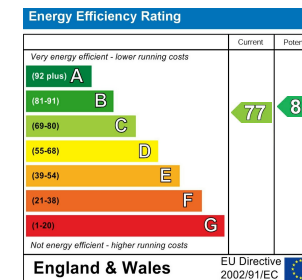 Energy Efficiency Rating
Current
Very energy efficient - lower running costs
(92 plus) A
(81-91) B
(69-80) C
77
(55-68) D
(39-54) E
(21-38) F
(1-20) G
Not energy efficient - higher running costs
England & Wales
EU Directive
2002/91/EC